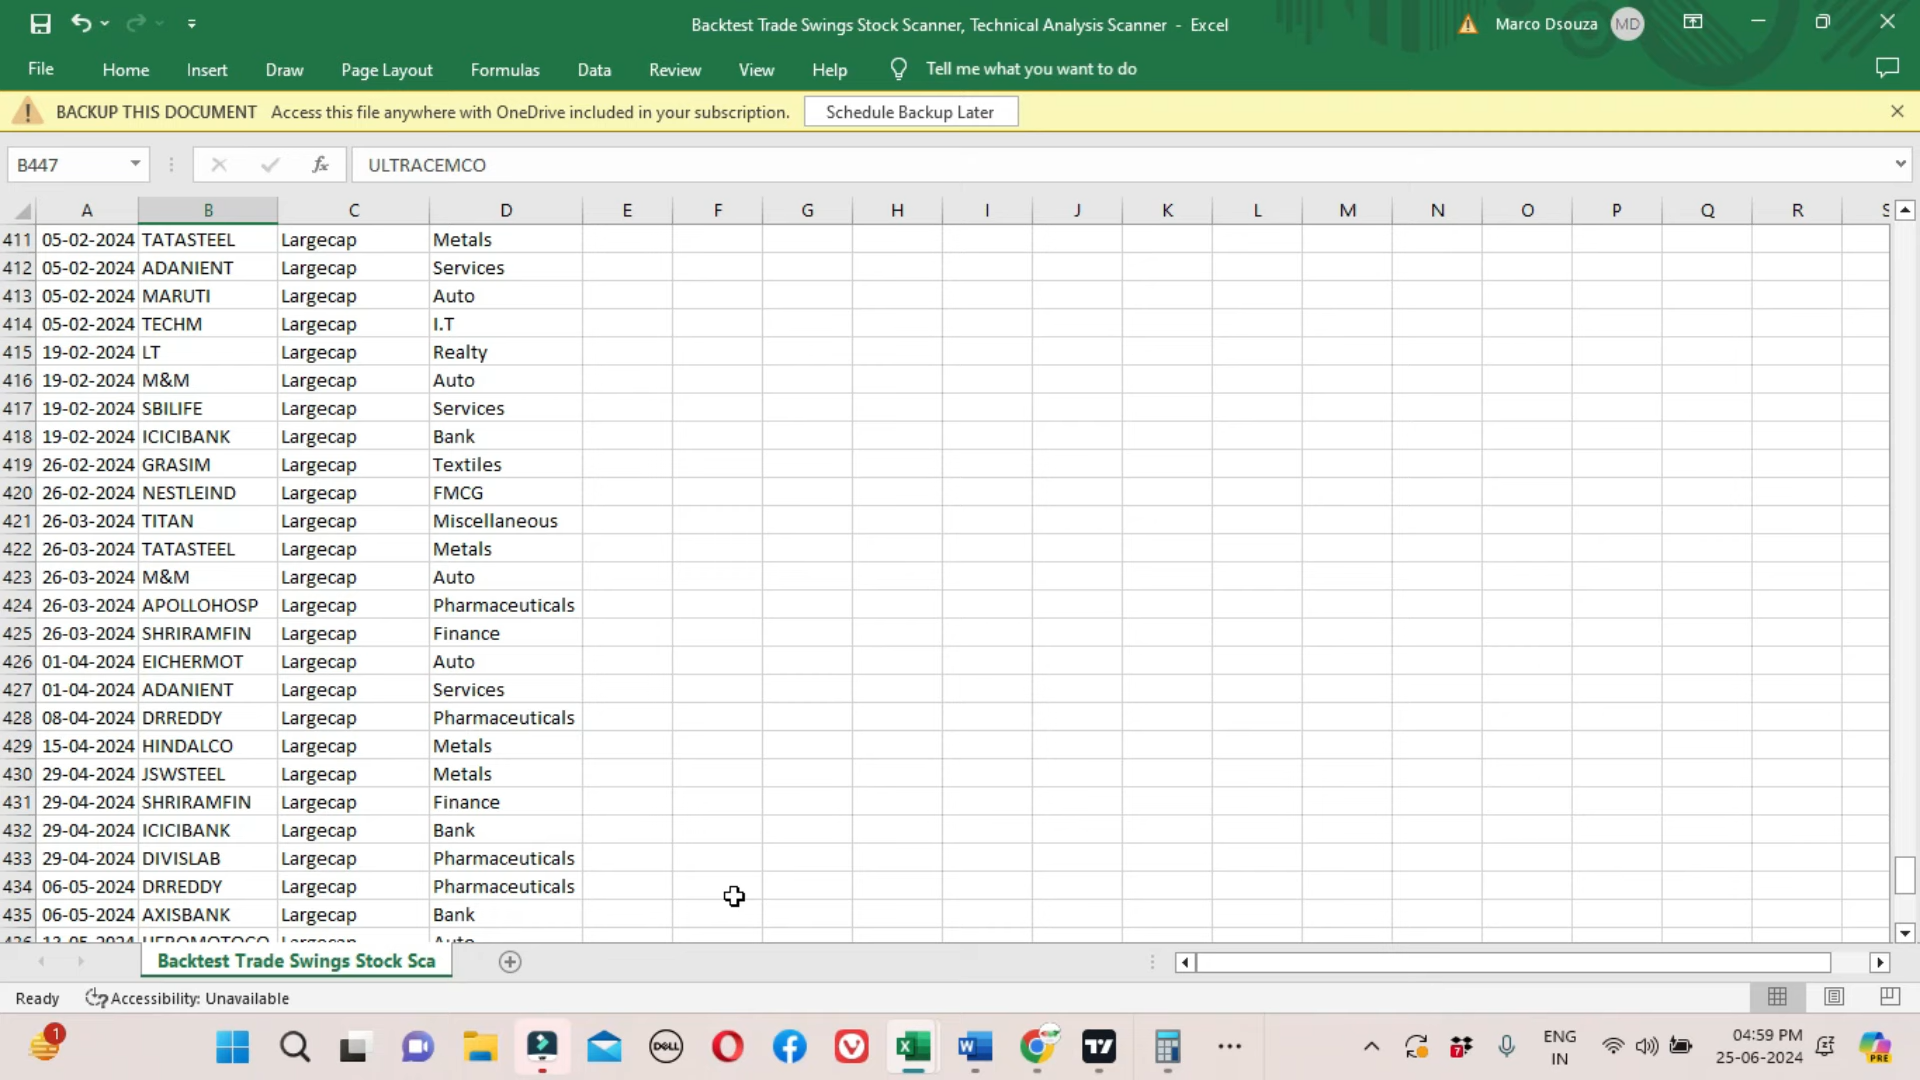 Backtest Trade Swings Stock Scanner, Technical Analysis Scanner - Excel
Marco Dsouza MD
File Home Insert Draw Page Layout Formulas Data Review View Help Tell me what you want to do
BACKUP THIS DOCUMENT Access this file anywhere with OneDrive included in your subscription. Schedule Backup Later
B447 fx ULTRACEMCO
A B C D E F G H I J K L M N O P Q R S
411 05-02-2024 TATASTEEL Largecap Metals
412 05-02-2024 ADANIENT Largecap Services
413 05-02-2024 MARUTI Largecap Auto
414 05-02-2024 TECHM Largecap I.T
415 19-02-2024 LT Largecap Realty
416 19-02-2024 M&M Largecap Auto
417 19-02-2024 SBILIFE Largecap Services
418 19-02-2024 ICICIBANK Largecap Bank
419 26-02-2024 GRASIM Largecap Textiles
420 26-02-2024 NESTLEIND Largecap FMCG
421 26-03-2024 TITAN Largecap Miscellaneous
422 26-03-2024 TATASTEEL Largecap Metals
423 26-03-2024 M&M Largecap Auto
424 26-03-2024 APOLLOHOSP Largecap Pharmaceuticals
425 26-03-2024 SHRIRAMFIN Largecap Finance
426 01-04-2024 EICHERMOT Largecap Auto
427 01-04-2024 ADANIENT Largecap Services
428 08-04-2024 DRREDDY Largecap Pharmaceuticals
429 15-04-2024 HINDALCO Largecap Metals
430 29-04-2024 JSWSTEEL Largecap Metals
431 29-04-2024 SHRIRAMFIN Largecap Finance
432 29-04-2024 ICICIBANK Largecap Bank
433 29-04-2024 DIVISLAB Largecap Pharmaceuticals
434 06-05-2024 DRREDDY Largecap Pharmaceuticals
435 06-05-2024 AXISBANK Largecap Bank
436 13-05-2024 HEROMOTOCO Largecap Auto
Backtest Trade Swings Stock Sca
Ready Accessibility: Unavailable
1 DELL 7 ENG 04:59 PM
IN 25-06-2024 PRE